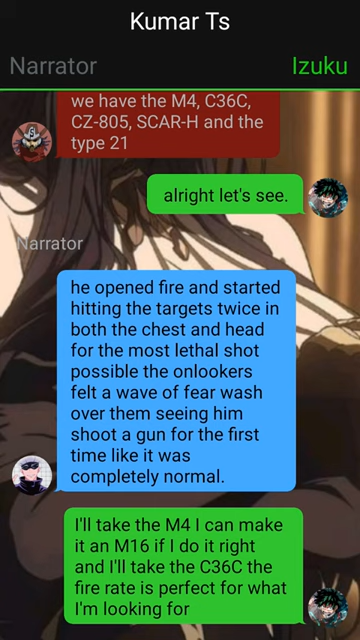 Kumar Ts
Narrator
Izuku
we have the M4, C36C,
CZ-805, SCAR-H and the
type 21
alright let's see.
Narrator
he opened fire and started
hitting the targets twice in
both the chest and head
for the most lethal shot
possible the onlookers
felt a wave of fear wash
over them seeing him
shoot a gun for the first
time like it was
completely normal.
I'll take the M4 I can make
it an M16 if I do it right
and I'll take the C36C the
fire rate is perfect for what
I'm looking for